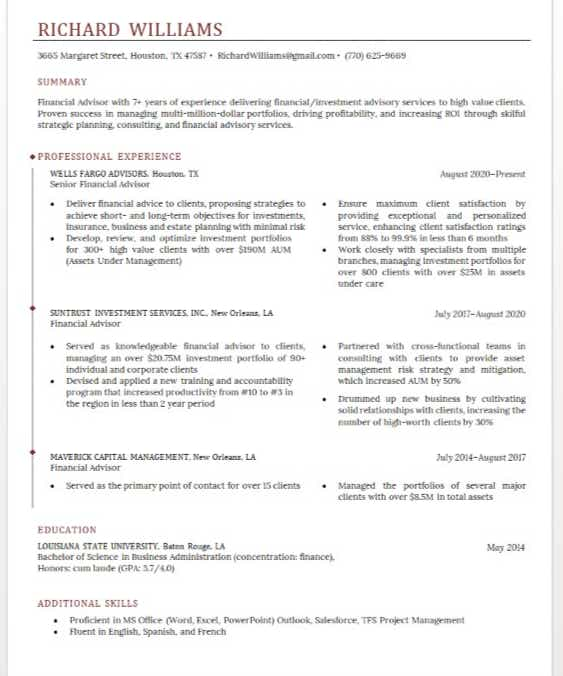 RICHARD WILLIAMS
3665 Margaret Street, Houston, TX 47587 • RichardWilliams@gmail.com • (770) 625-9669
SUMMARY
Financial Advisor with 7+ years of experience delivering financial/investment advisory services to high value clients.
Proven success in managing multi-million-dollar portfolios, driving profitability, and increasing ROI through skilful
strategic planning, consulting, and financial advisory services.
PROFESSIONAL EXPERIENCE
WELLS FARGO ADVISORS, Houston, TX
August 2020–Present
Senior Financial Advisor
• Deliver financial advice to clients, proposing strategies to
achieve short- and long-term objectives for investments,
insurance, business and estate planning with minimal risk
• Develop, review, and optimize investment portfolios
for 300+ high value clients with over $190M AUM
(Assets Under Management)
• Ensure maximum client satisfaction by
providing exceptional and personalized
service, enhancing client satisfaction ratings
from 88% to 99.9% in less than 6 months
• Work closely with specialists from multiple
branches, managing investment portfolios for
over 800 clients with over $25M in assets
under care
SUNTRUST INVESTMENT SERVICES, INC., New Orleans, LA
July 2017–August 2020
Financial Advisor
• Served as knowledgeable financial advisor to clients,
managing an over $20.75M investment portfolio of 90+
individual and corporate clients
• Devised and applied a new training and accountability
program that increased productivity from #10 to #3 in
the region in less than 2 year period
• Partnered with cross-functional teams in
consulting with clients to provide asset
management risk strategy and mitigation,
which increased AUM by 50%
• Drummed up new business by cultivating
solid relationships with clients, increasing the
number of high-worth clients by 30%
MAVERICK CAPITAL MANAGEMENT, New Orleans, LA
July 2014–August 2017
Financial Advisor
• Served as the primary point of contact for over 15 clients
• Managed the portfolios of several major
clients with over $8.5M in total assets
EDUCATION
LOUISIANA STATE UNIVERSITY, Baton Rouge, LA
May 2014
Bachelor of Science in Business Administration (concentration: finance),
Honors: cum laude (GPA: 3.7/4.0)
ADDITIONAL SKILLS
• Proficient in MS Office (Word, Excel, PowerPoint) Outlook, Salesforce, TFS Project Management
• Fluent in English, Spanish, and French